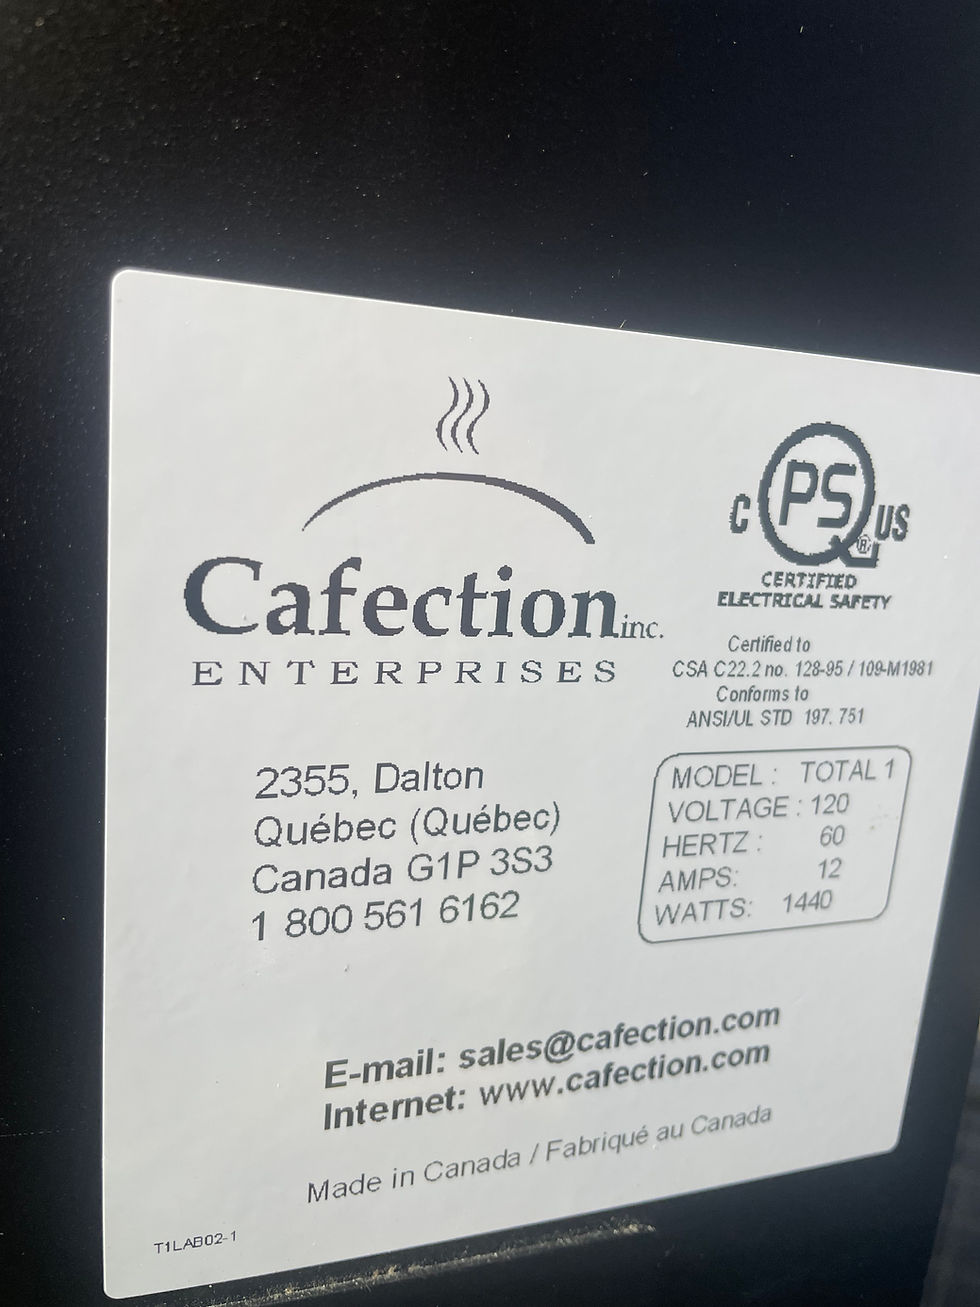 Cafection inc.
ENTERPRISES
C PS US
®
CERTIFIED
ELECTRICAL SAFETY
Certified to
CSA C22.2 no. 128-95 / 109-M1981
Conforms to
ANSI/UL STD 197. 751
2355, Dalton
Québec (Québec)
Canada G1P 3S3
1 800 561 6162
MODEL : TOTAL 1
VOLTAGE : 120
HERTZ : 60
AMPS: 12
WATTS: 1440
E-mail: sales@cafection.com
Internet: www.cafection.com
Made in Canada / Fabriqué au Canada
T1LAB02-1